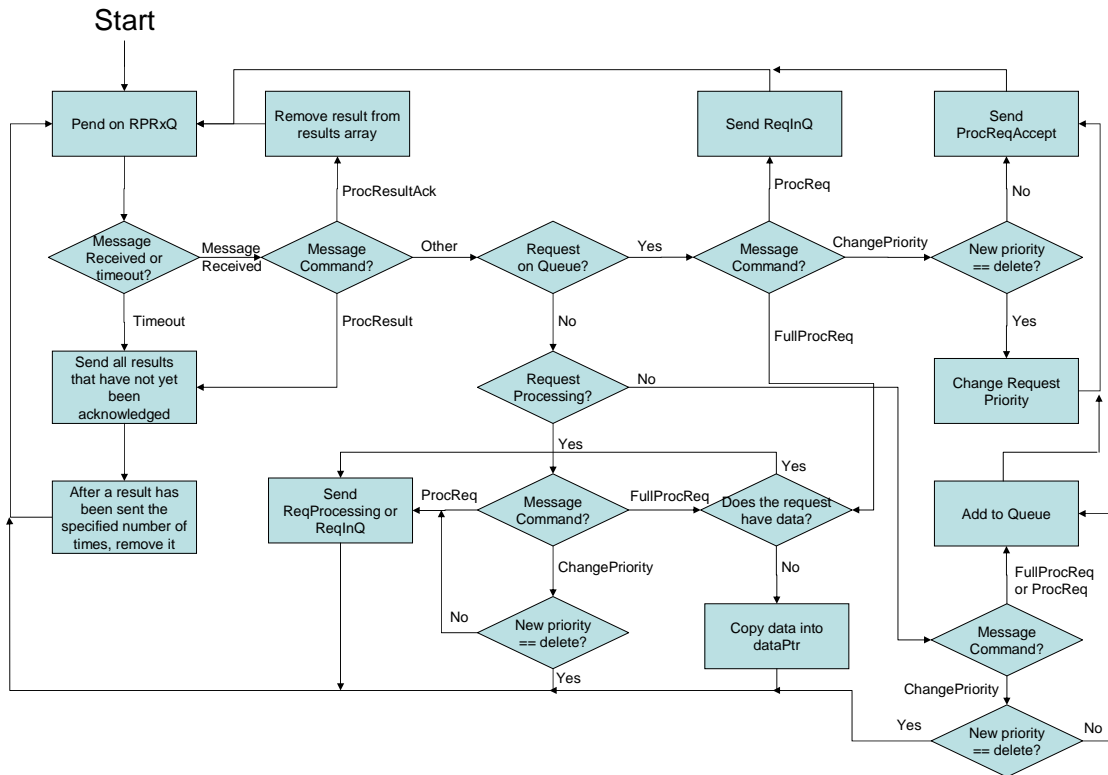 Start
Pend on RPRxQ
Remove result from
results array
Send ReqInQ
Send
ProcReqAccept
ProcResultAck
ProcReq
No
Message
Received or
timeout?
Message
Received
Message
Command?
Other
Request
on Queue?
Yes
Message
Command?
ChangePriority
New priority
== delete?
Timeout
ProcResult
No
FullProcReq
Yes
Send all results
that have not yet
been
acknowledged
Request
Processing?
No
Change Request
Priority
Yes
Yes
After a result has
been sent the
specified number of
times, remove it
Send
ReqProcessing or
ReqInQ
ProcReq
Message
Command?
FullProcReq
Does the request
have data?
Add to Queue
ChangePriority
No
FullProcReq
or ProcReq
No
New priority
== delete?
Copy data into
dataPtr
Message
Command?
Yes
ChangePriority
Yes
New priority
== delete?
No